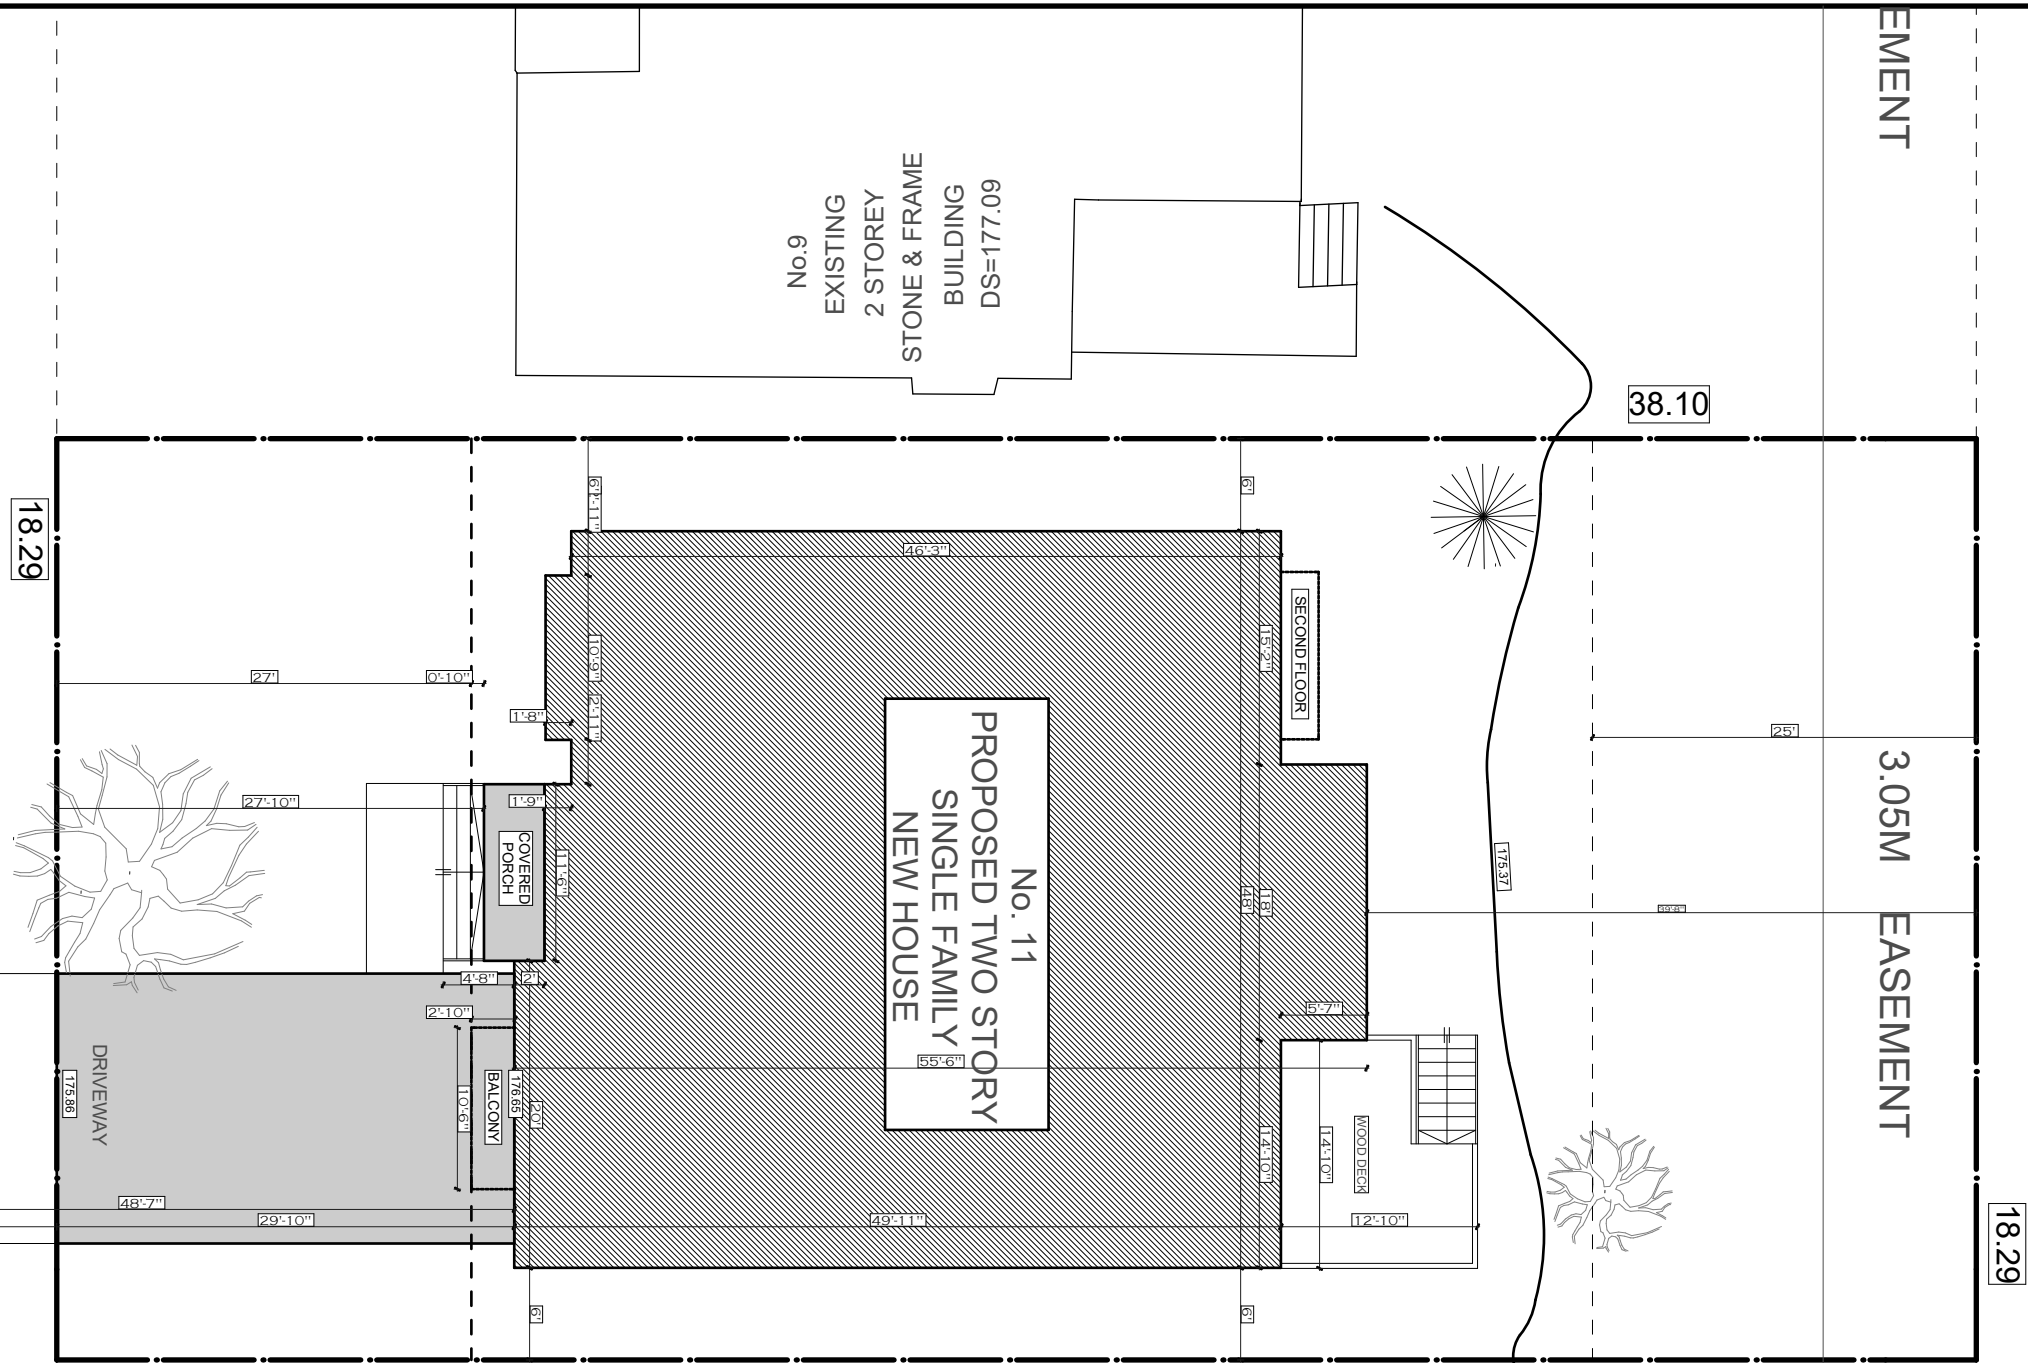 EMENT
No.9
EXISTING
2 STOREY
STONE & FRAME
BUILDING
DS=177.09
38.10
18.29
6'
2'-11"
6'
46'-3"
SECOND FLOOR
15'-2"
10'-9"
27'
0'-10"
1'-8"
2'-11"
25'
3.05M EASEMENT
No. 11
PROPOSED TWO STORY
SINGLE FAMILY
NEW HOUSE
27'-10"
1'-9"
COVERED
PORCH
11'-6"
48'
18'
175.37
39'-8"
4'-8"
2'
2'-10"
5'-7"
55'-6"
DRIVEWAY
175.86
10'-6"
BALCONY
176.65
20'
14'-10"
14'-10"
WOOD DECK
48'-7"
29'-10"
49'-11"
12'-10"
6'
6'
18.29